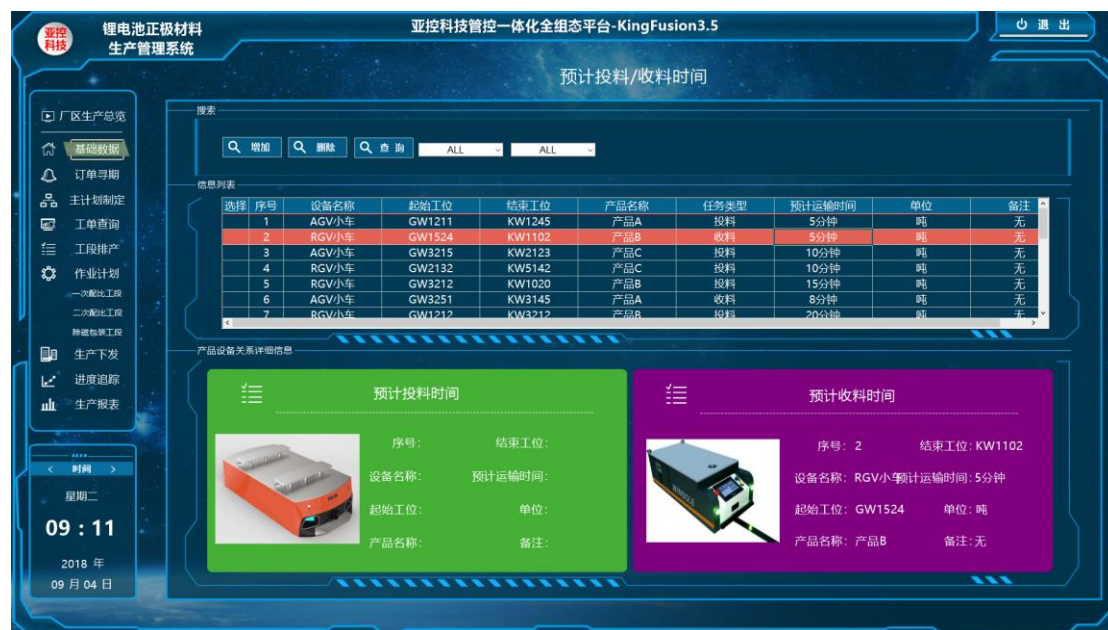 亚控科技
锂电池正极材料
生产管理系统
亚控科技管控一体化全组态平台-KingFusion3.5
退 出
预计投料/收料时间
厂区生产总览
基础数据
订单寻期
主计划制定
工单查询
工段排产
作业计划
一次配比工段
二次配比工段
除磁包装工段
生产下发
进度追踪
生产报表
< 时间 >
星期二
09 : 11
2018 年
09 月 04 日
搜索
增加 删除 查 询 ALL ALL
信息列表
选择 序号 设备名称 起始工位 结束工位 产品名称 任务类型 预计运输时间 单位 备注
1 AGV小车 GW1211 KW1245 产品A 投料 5分钟 吨 无
2 RGV小车 GW1524 KW1102 产品B 收料 5分钟 吨 无
3 AGV小车 GW3215 KW2123 产品C 投料 10分钟 吨 无
4 RGV小车 GW2132 KW5142 产品C 投料 10分钟 吨 无
5 RGV小车 GW3212 KW1020 产品B 投料 15分钟 吨 无
6 AGV小车 GW3251 KW3145 产品A 收料 8分钟 吨 无
7 RGV小车 GW1212 KW3212 产品B 投料 20分钟 吨 无
产品设备关系详细信息
预计投料时间
序号: 结束工位:
设备名称: 预计运输时间:
起始工位: 单位:
产品名称: 备注:
预计收料时间
序号: 2 结束工位: KW1102
设备名称: RGV小车 预计运输时间: 5分钟
起始工位: GW1524 单位: 吨
产品名称: 产品B 备注: 无